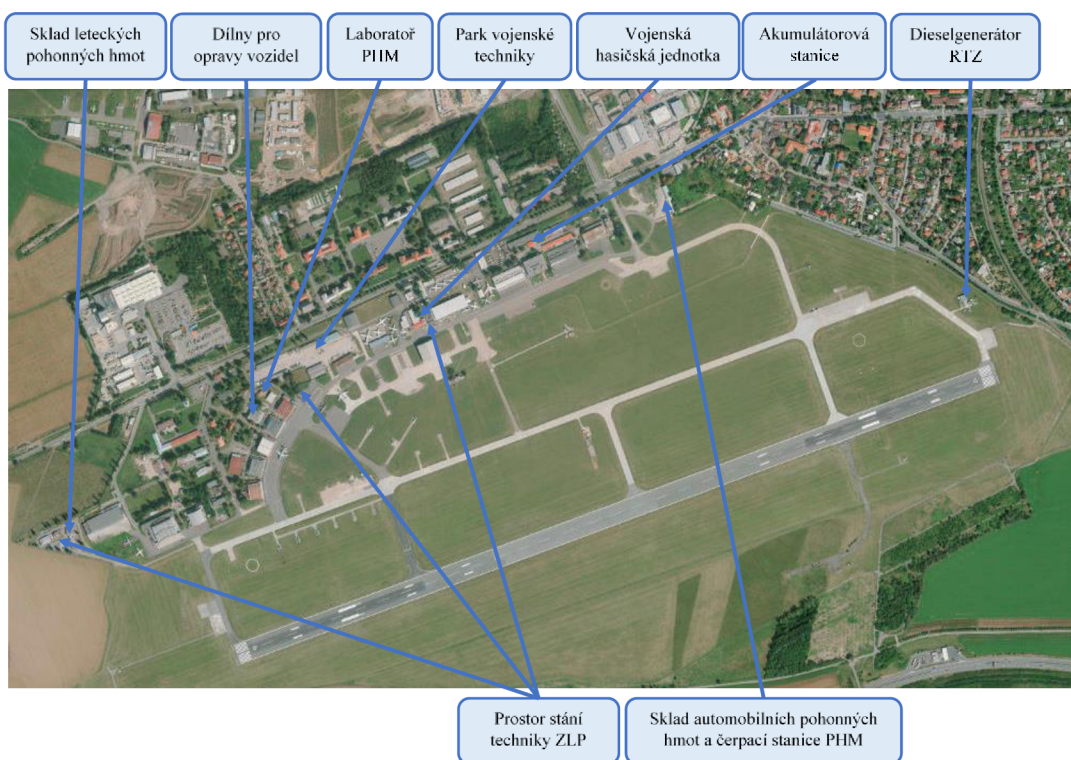 Sklad leteckých
pohonných hmot
Dílny pro
opravy vozidel
Laboratoř
PHM
Park vojenské
techniky
Vojenská
hasičská jednotka
Akumulátorová
stanice
Dieselgenerátor
RTZ
Prostor stání
techniky ZLP
Sklad automobilních pohonných
hmot a čerpací stanice PHM